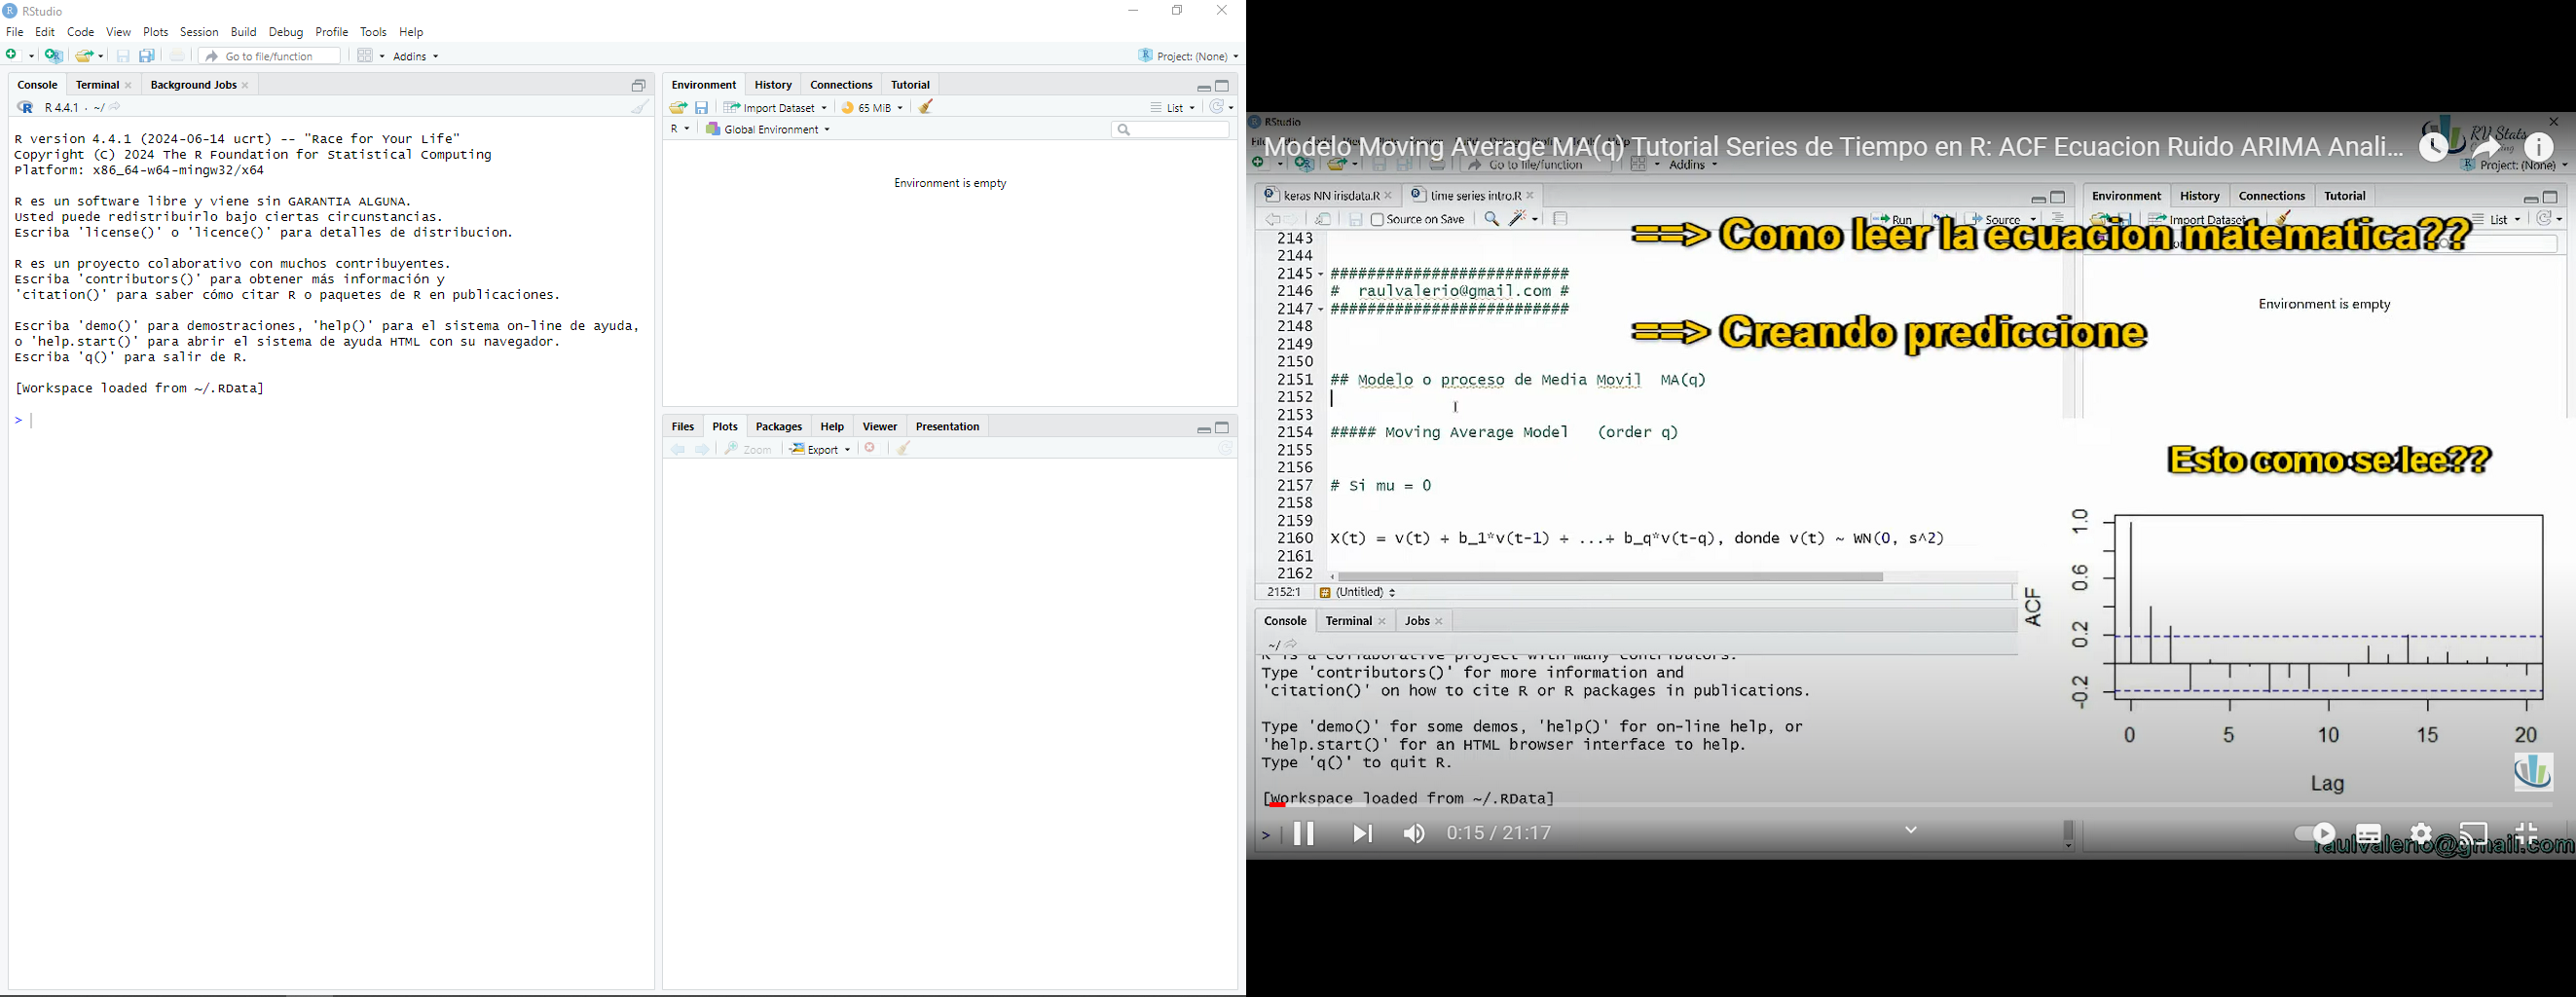 RStudio
File Edit Code View Plots Session Build Debug Profile Tools Help
Go to file/function Addins Project: (None)
Console Terminal Background Jobs
R 4.4.1 · ~/
R version 4.4.1 (2024-06-14 ucrt) -- "Race for Your Life"
Copyright (C) 2024 The R Foundation for Statistical Computing
Platform: x86_64-w64-mingw32/x64
R es un software libre y viene sin GARANTIA ALGUNA.
Usted puede redistribuirlo bajo ciertas circunstancias.
Escriba 'license()' o 'licence()' para detalles de distribucion.
R es un proyecto colaborativo con muchos contribuyentes.
Escriba 'contributors()' para obtener más información y
'citation()' para saber cómo citar R o paquetes de R en publicaciones.
Escriba 'demo()' para demostraciones, 'help()' para el sistema on-line de ayuda,
o 'help.start()' para abrir el sistema de ayuda HTML con su navegador.
Escriba 'q()' para salir de R.
[Workspace loaded from ~/.RData]
>
Environment History Connections Tutorial
Import Dataset 65 MiB List
R Global Environment
Environment is empty
Files Plots Packages Help Viewer Presentation
Zoom Export
RStudio
Modelo Moving Average MA(q) Tutorial Series de Tiempo en R: ACF Ecuacion Ruido ARIMA Anali...
RV Stats
Go to file/function Addins Project: (None)
keras NN irisdata.R time series intro.R
Source on Save Run Source
Environment History Connections Tutorial
Import Dataset List
==> Como leer la ecuacion matematica??
==> Creando prediccione
Environment is empty
2143
2144
2145 ##########################
2146 # raulvalerio@gmail.com #
2147 ##########################
2148
2149
2150
2151 ## Modelo o proceso de Media Movil MA(q)
2152
2153
2154 ##### Moving Average Model (order q)
2155
2156
2157 # Si mu = 0
2158
2159
2160 X(t) = v(t) + b_1*v(t-1) + ...+ b_q*v(t-q), donde v(t) ~ WN(0, s^2)
2161
2162
2152:1 (Untitled)
Console Terminal Jobs
~/
R is a collaborative project with many contributors.
Type 'contributors()' for more information and
'citation()' on how to cite R or R packages in publications.
Type 'demo()' for some demos, 'help()' for on-line help, or
'help.start()' for an HTML browser interface to help.
Type 'q()' to quit R.
[Workspace loaded from ~/.RData]
>
0:15 / 21:17
Esto como se lee??
ACF
1.0
0.6
0.2
-0.2
0 5 10 15 20
Lag
raulvalerio@gmail.com